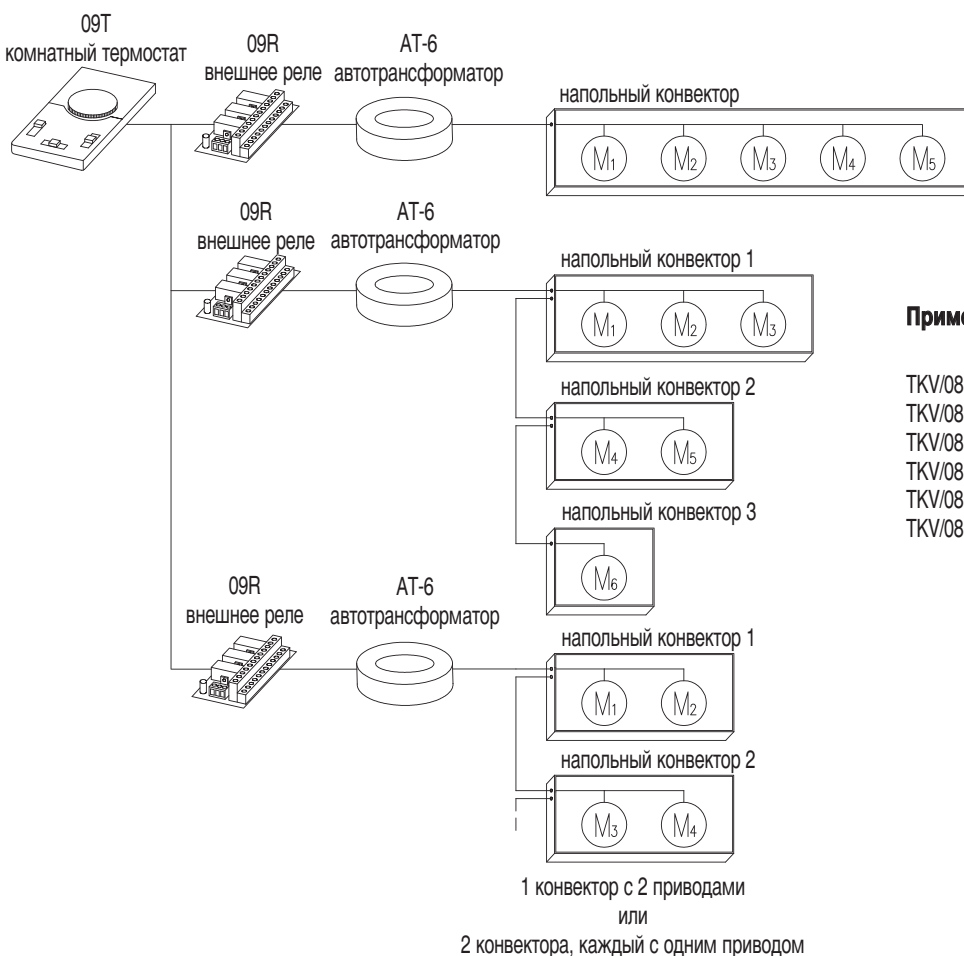 09T
комнатный термостат
09R
внешнее реле
AT-6
автотрансформатор
напольный конвектор
M1 M2 M3 M4 M5
09R
внешнее реле
AT-6
автотрансформатор
напольный конвектор 1
M1 M2 M3
напольный конвектор 2
M4 M5
напольный конвектор 3
M6
TKV/08
TKV/08
TKV/08
TKV/08
TKV/08
TKV/08
09R
внешнее реле
AT-6
автотрансформатор
напольный конвектор 1
M1 M2
напольный конвектор 2
M3 M4
1 конвектор с 2 приводами
или
2 конвектора, каждый с одним приводом